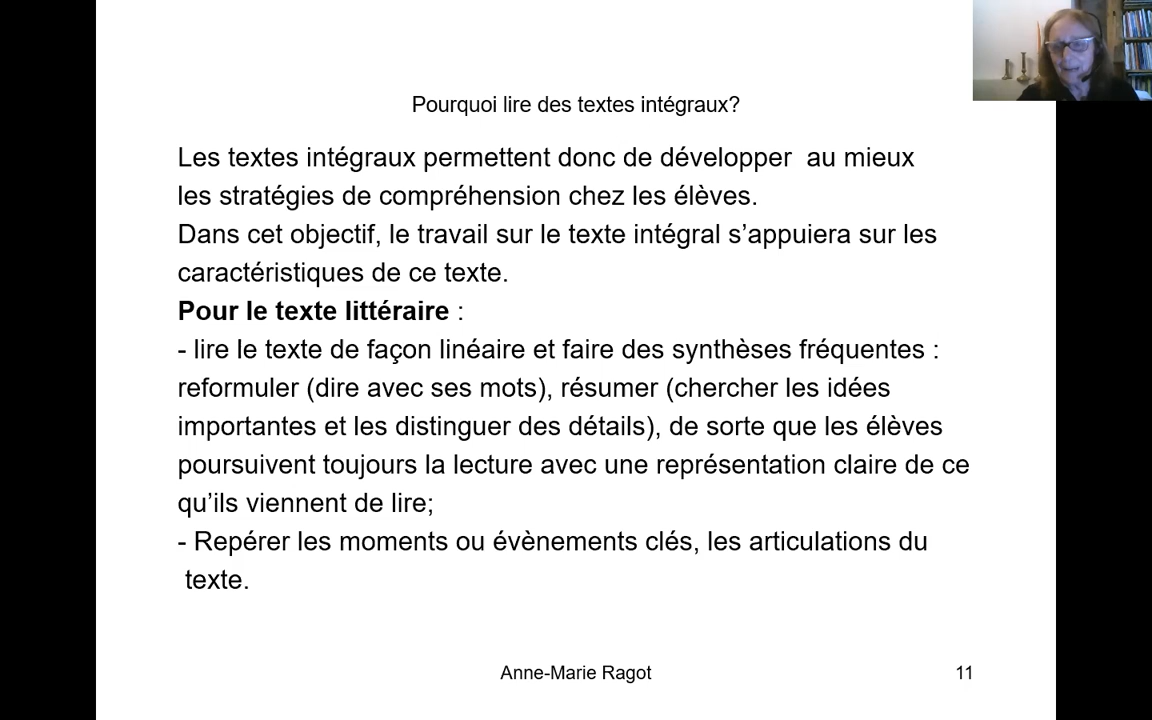 Pourquoi lire des textes intégraux?
Les textes intégraux permettent donc de développer  au mieux
les stratégies de compréhension chez les élèves.
Dans cet objectif, le travail sur le texte intégral s’appuiera sur les
caractéristiques de ce texte.
Pour le texte littéraire :
- lire le texte de façon linéaire et faire des synthèses fréquentes :
reformuler (dire avec ses mots), résumer (chercher les idées
importantes et les distinguer des détails), de sorte que les élèves
poursuivent toujours la lecture avec une représentation claire de ce
qu’ils viennent de lire;
- Repérer les moments ou évènements clés, les articulations du
texte.
Anne-Marie Ragot
11